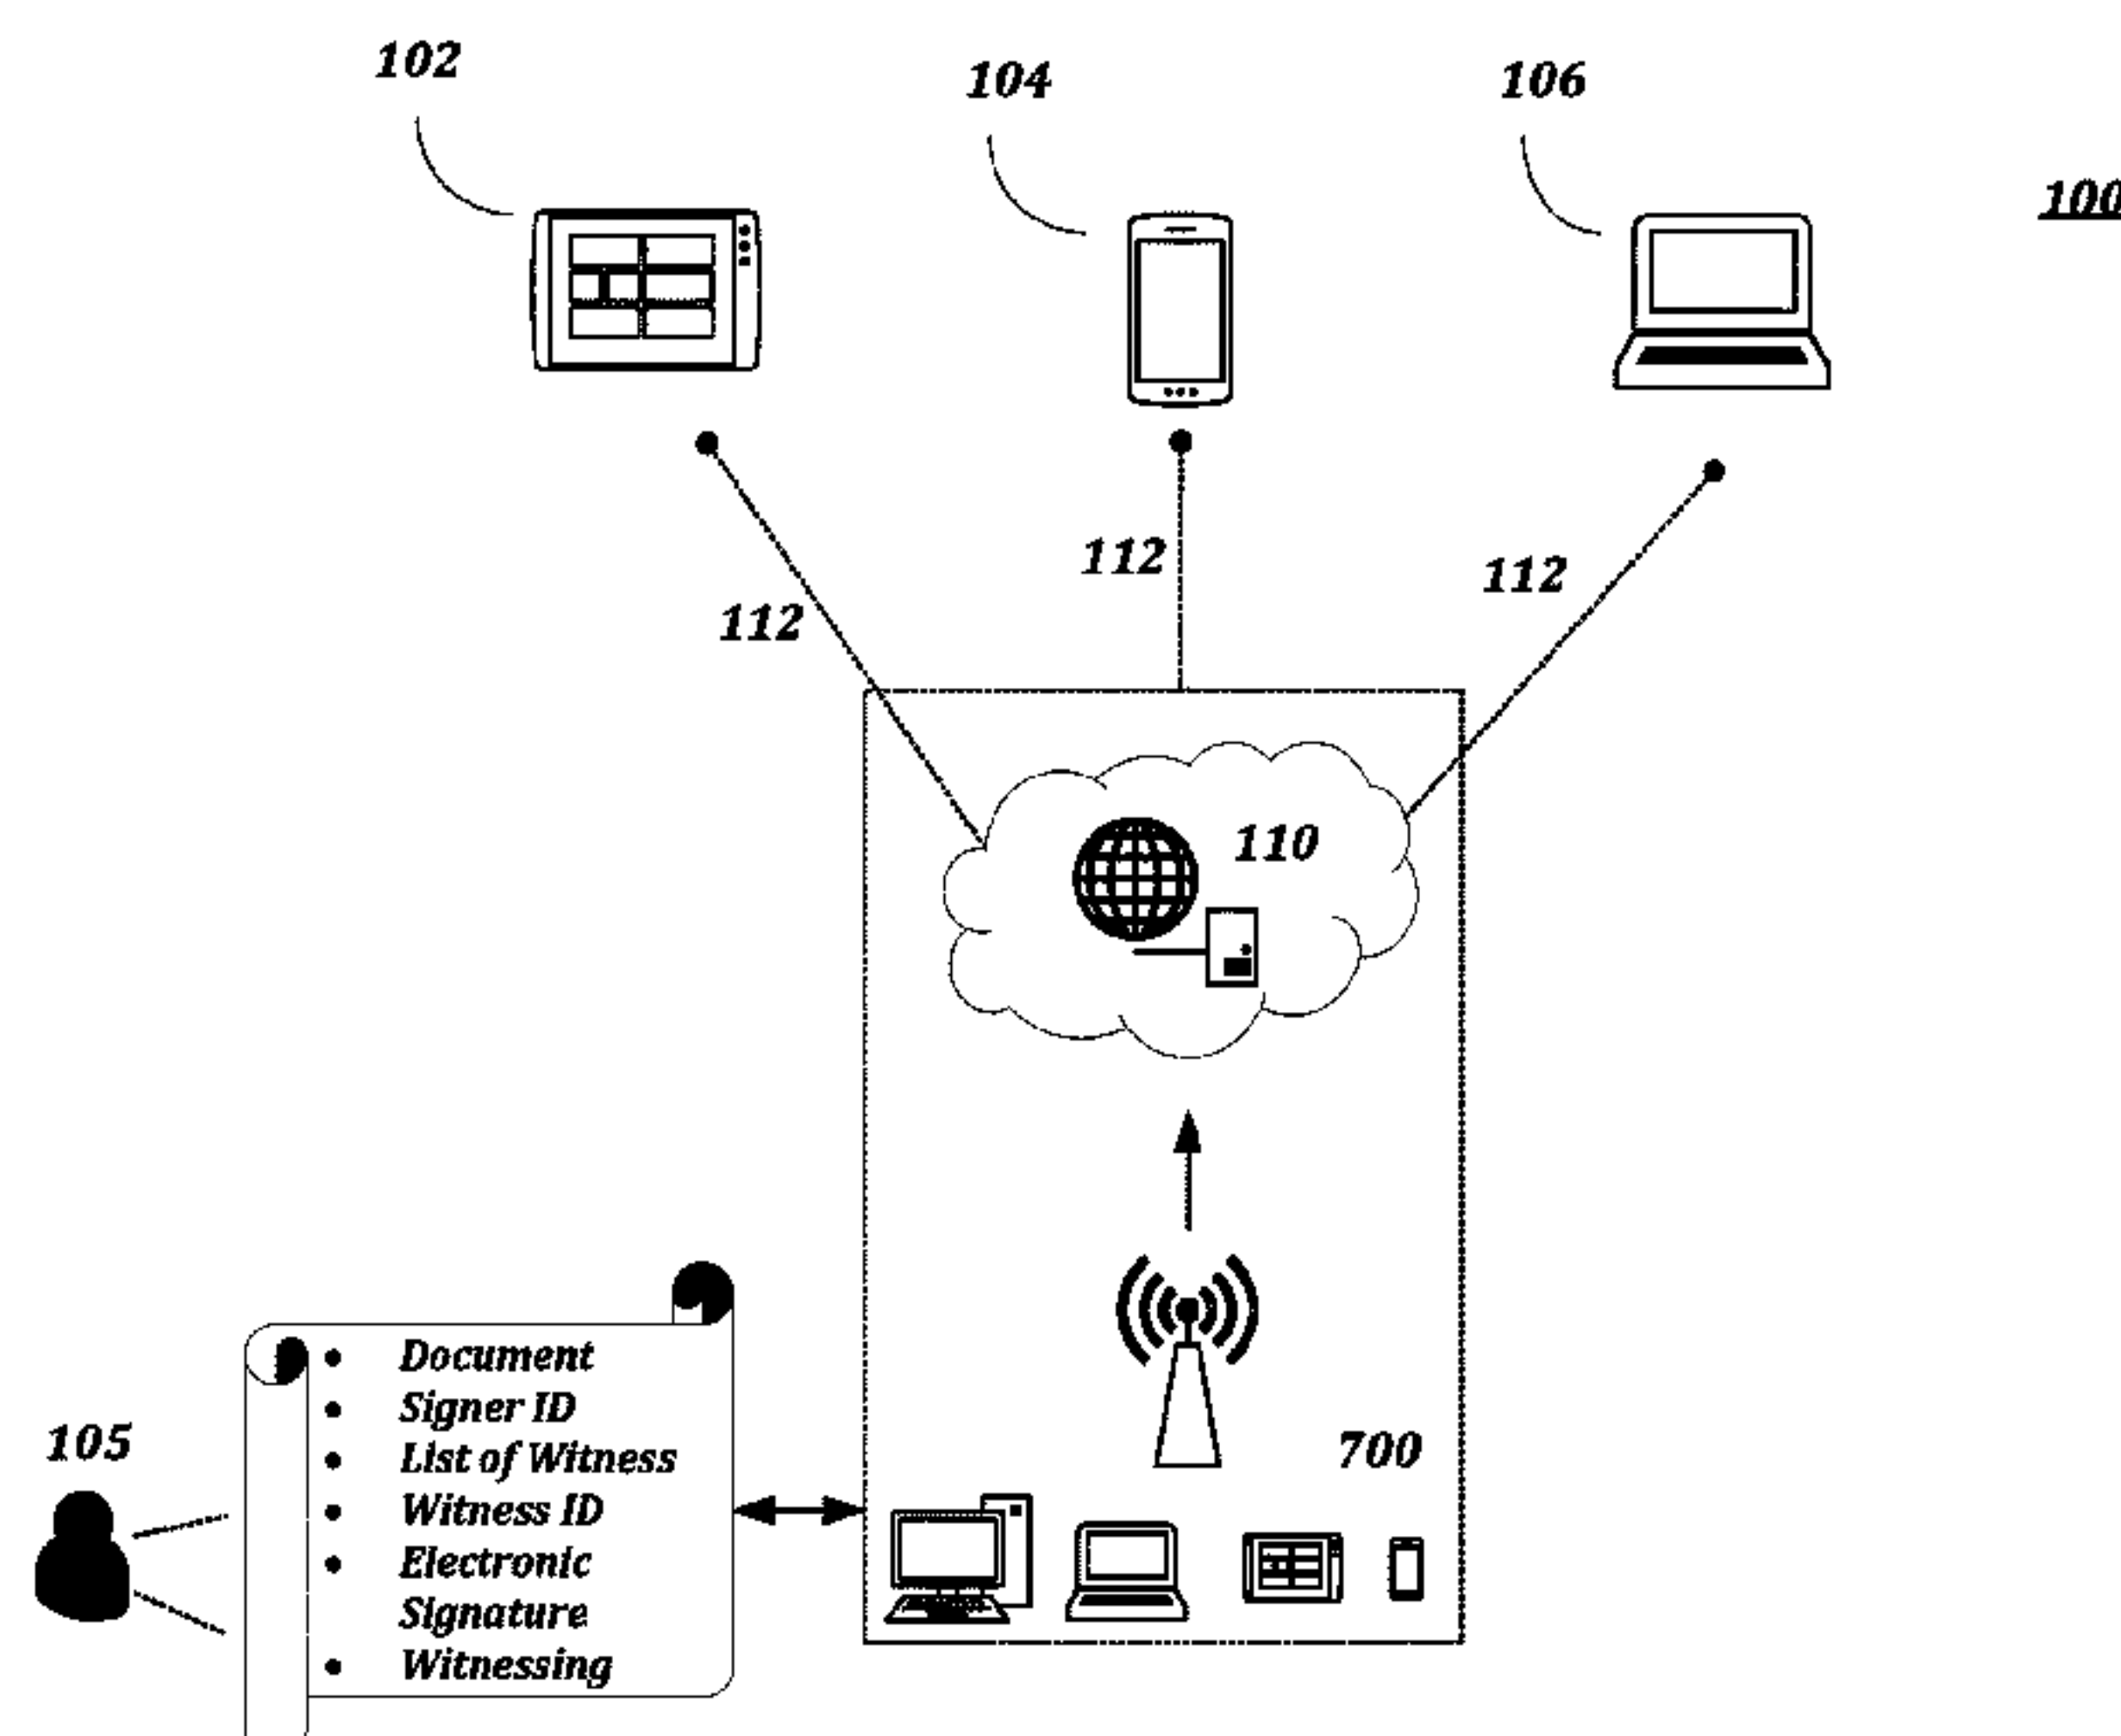 102
104
106
100
112
112
112
110
• Document
• Signer ID
• List of Witness
• Witness ID
• Electronic
Signature
• Witnessing
105
700